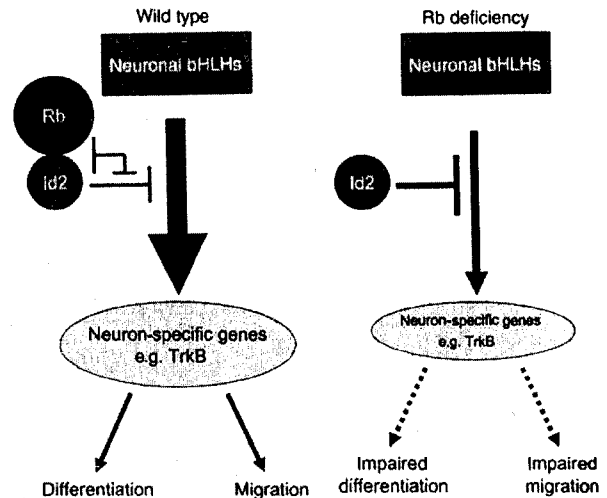 Wild type
Neuronal bHLHs
Rb
Id2
Neuron-specific genes
e.g. TrkB
Differentiation
Migration
Rb deficiency
Neuronal bHLHs
Id2
Neuron-specific genes
e.g. TrkB
Impaired
differentiation
Impaired
migration